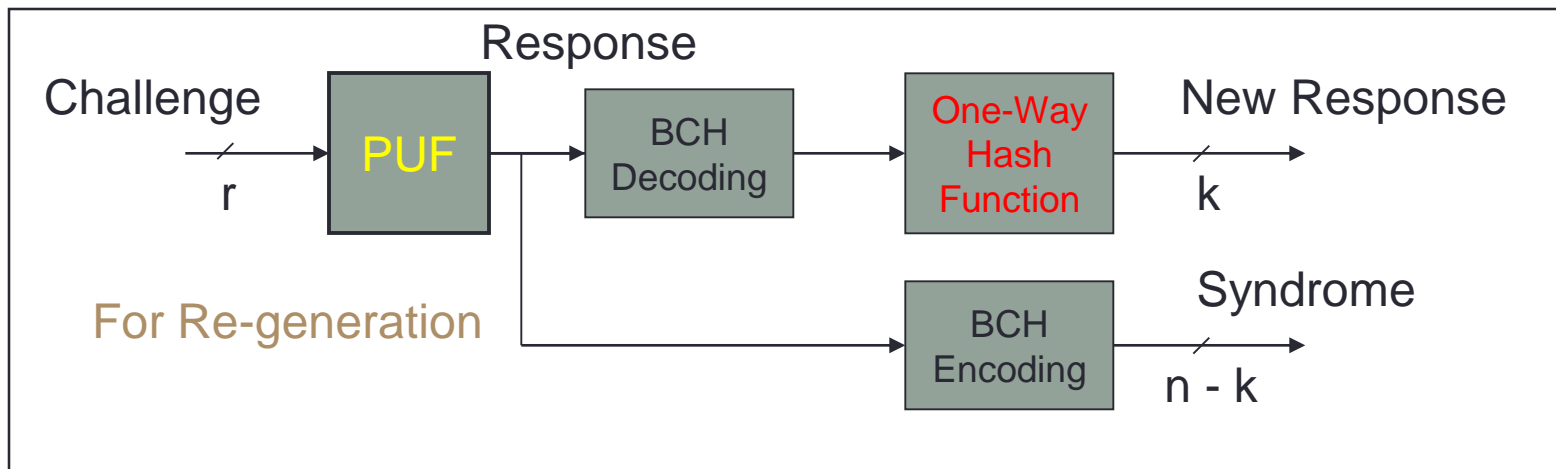 Response
Challenge
r
PUF
BCH
Decoding
One-Way
Hash
Function
New Response
k
For Re-generation
BCH
Encoding
Syndrome
n - k